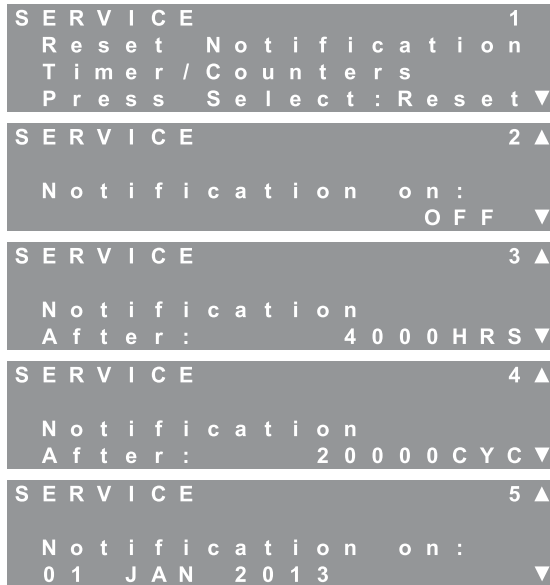 SERVICE 1
Reset Notification
Timer/Counters
Press Select:Reset▼
SERVICE 2▲
Notification on:
OFF ▼
SERVICE 3▲
Notification
After: 4000HRS▼
SERVICE 4▲
Notification
After: 20000CYC▼
SERVICE 5▲
Notification on:
01 JAN 2013 ▼